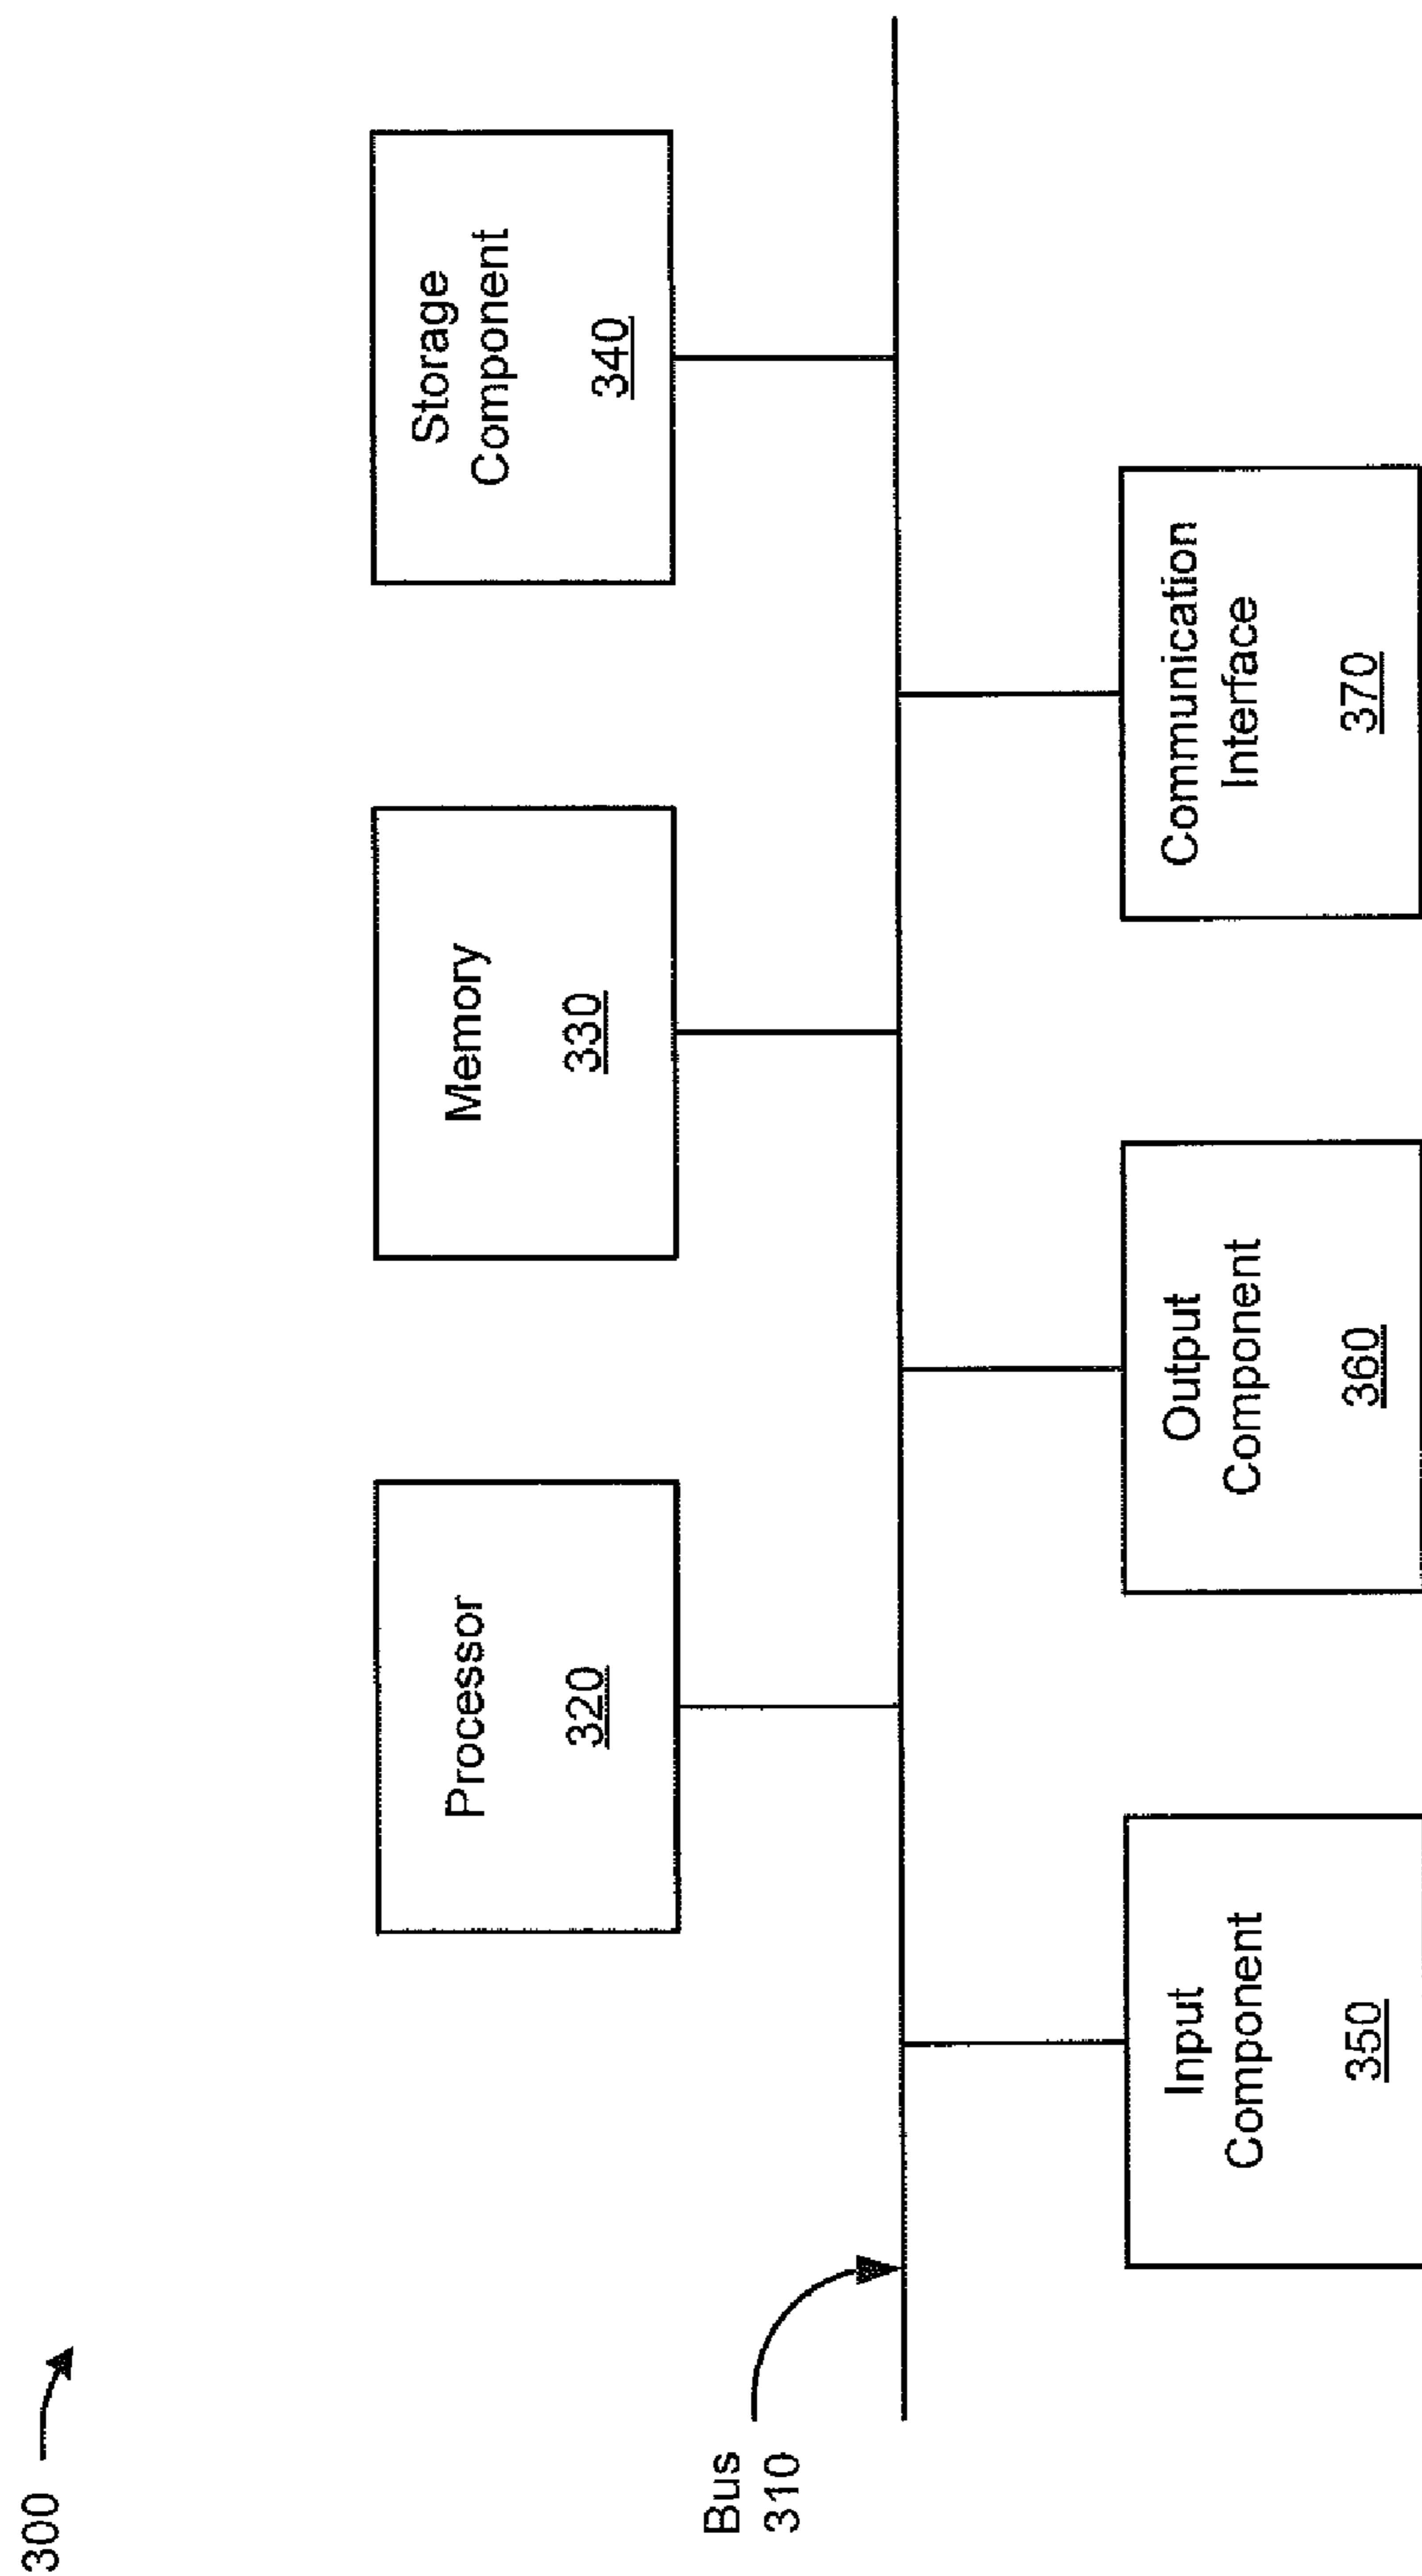 300
Bus
310
Processor
320
Memory
330
Storage
Component
340
Input
Component
350
Output
Component
360
Communication
Interface
370